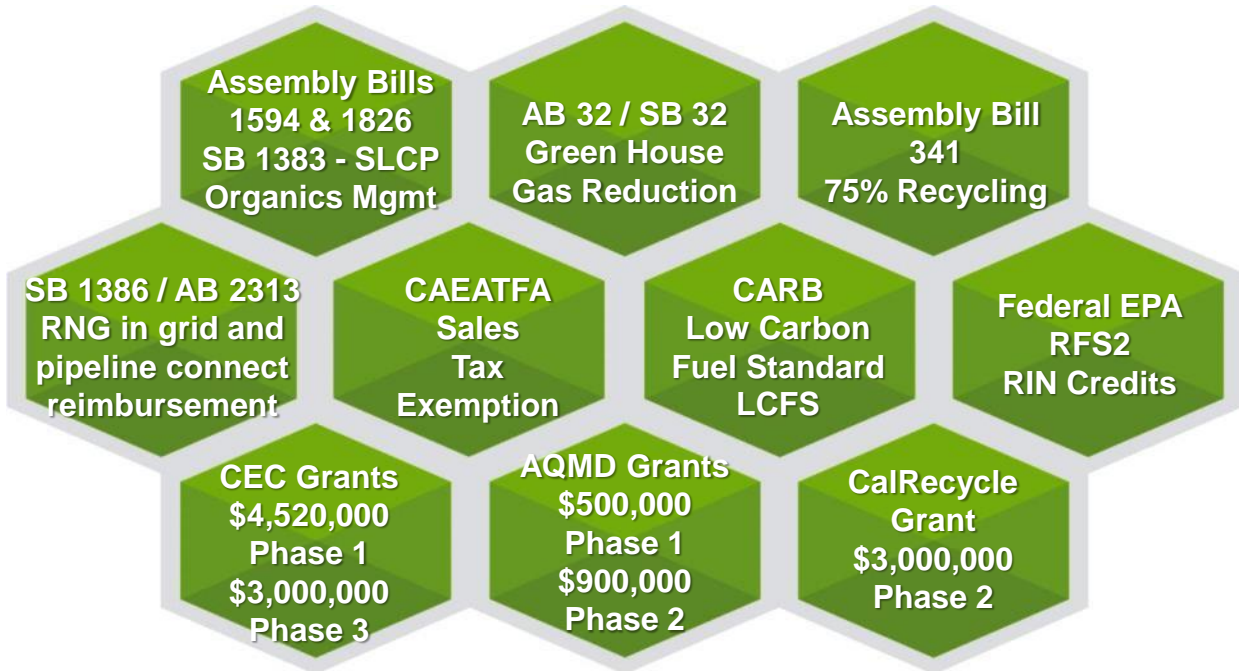 Assembly Bills
1594 & 1826
SB 1383 - SLCP
Organics Mgmt
AB 32 / SB 32
Green House
Gas Reduction
Assembly Bill
341
75% Recycling
SB 1386 / AB 2313
RNG in grid and
pipeline connect
reimbursement
CAEATFA
Sales
Tax
Exemption
CARB
Low Carbon
Fuel Standard
LCFS
Federal EPA
RFS2
RIN Credits
CEC Grants
$4,520,000
Phase 1
$3,000,000
Phase 3
AQMD Grants
$500,000
Phase 1
$900,000
Phase 2
CalRecycle
Grant
$3,000,000
Phase 2